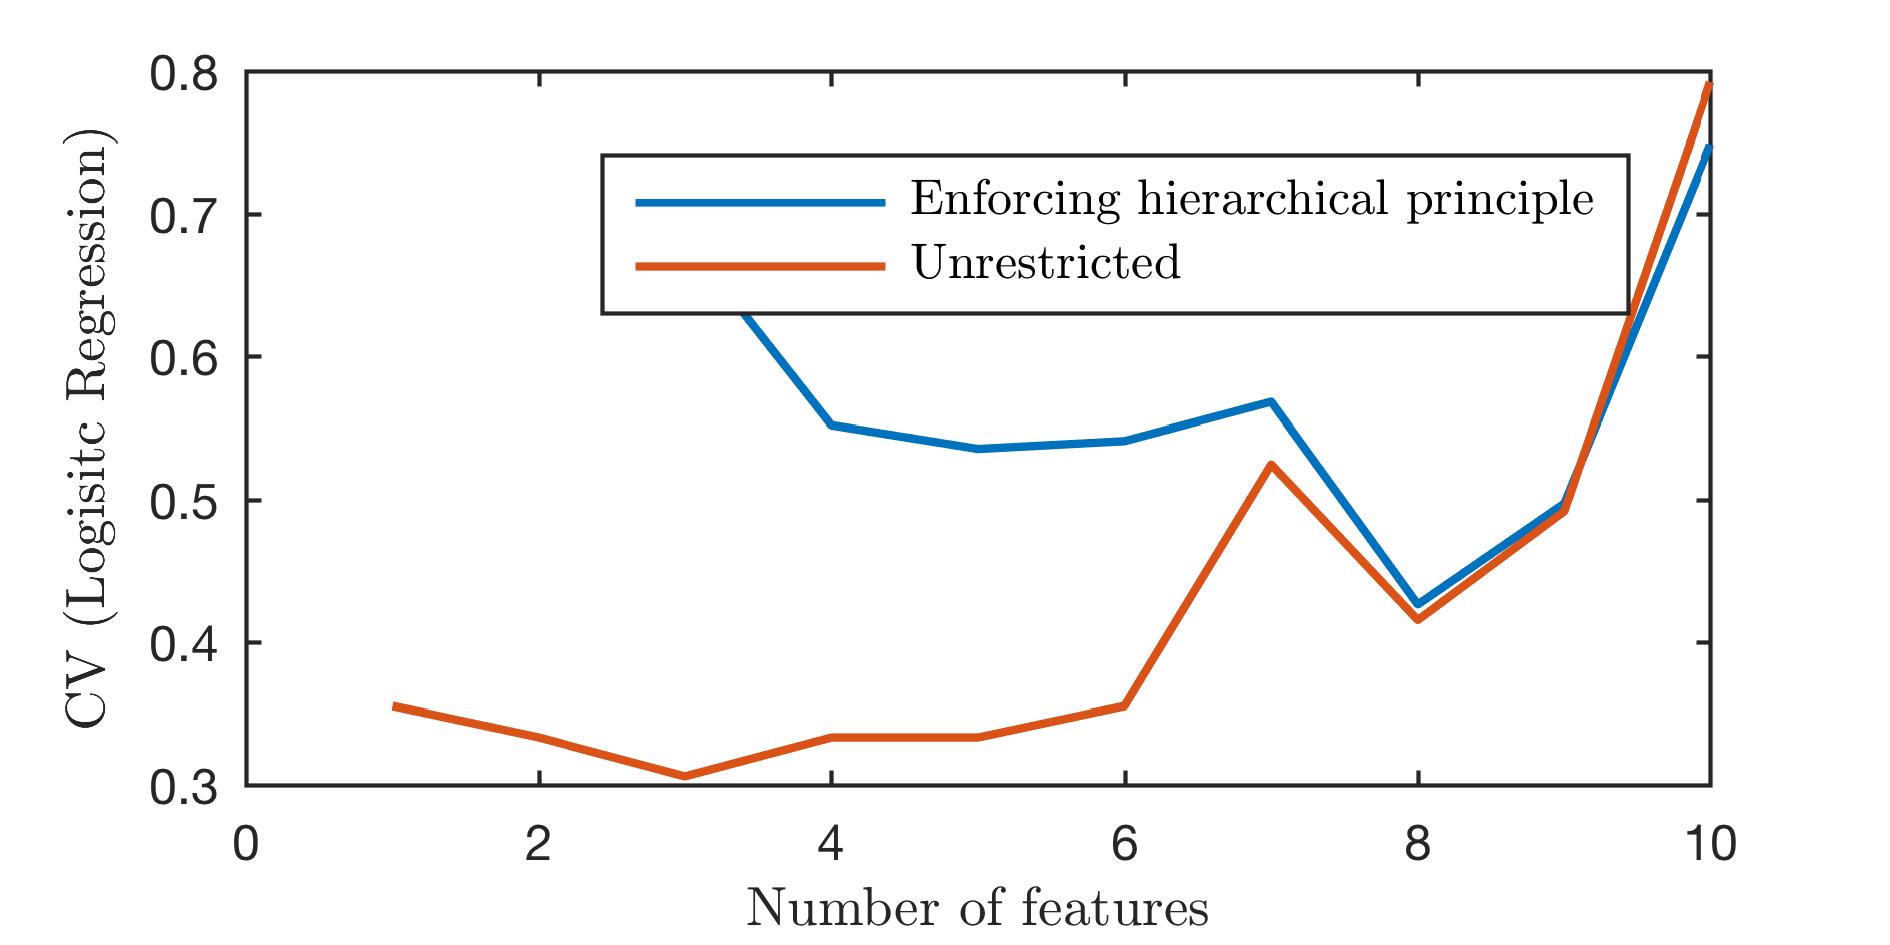 0.8
0.7
0.6
0.5
0.4
0.3
CV (Logisitc Regression)
Enforcing hierarchical principle
Unrestricted
0 2 4 6 8 10
Number of features